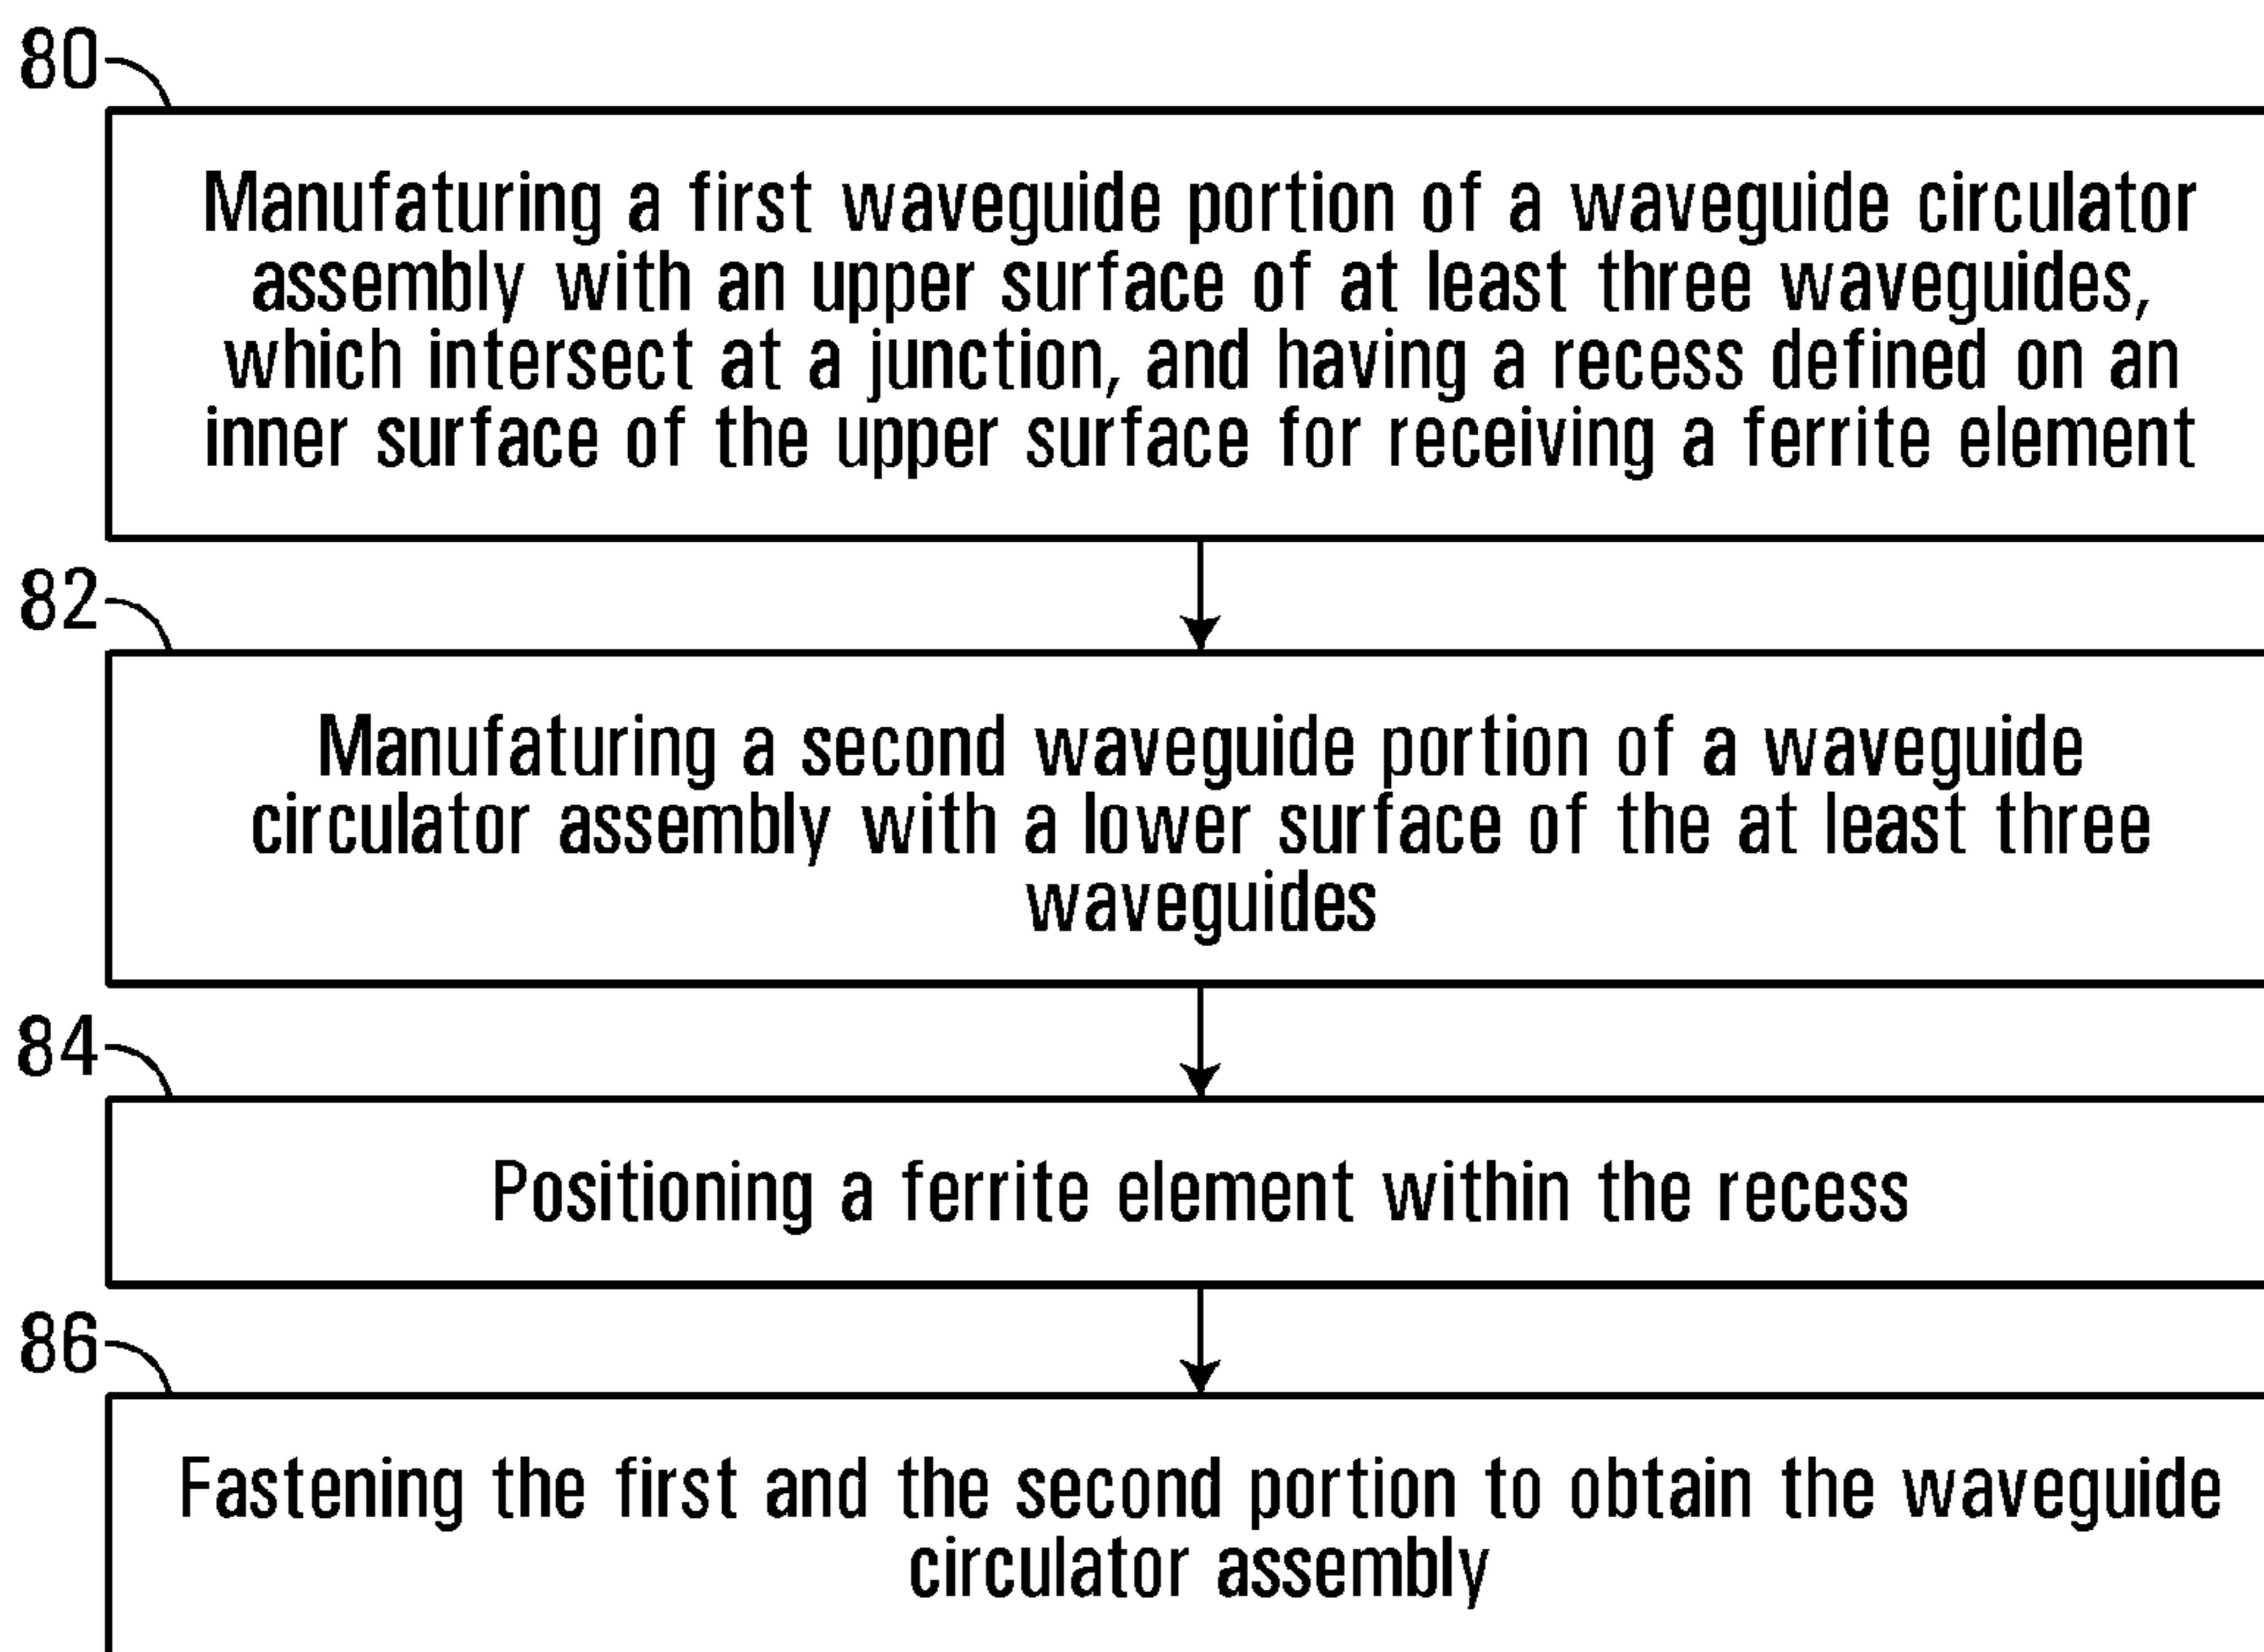 80
Manufaturing a first waveguide portion of a waveguide circulator
assembly with an upper surface of at least three waveguides,
which intersect at a junction, and having a recess defined on an
inner surface of the upper surface for receiving a ferrite element
82
Manufaturing a second waveguide portion of a waveguide
circulator assembly with a lower surface of the at least three
waveguides
84
Positioning a ferrite element within the recess
86
Fastening the first and the second portion to obtain the waveguide
circulator assembly